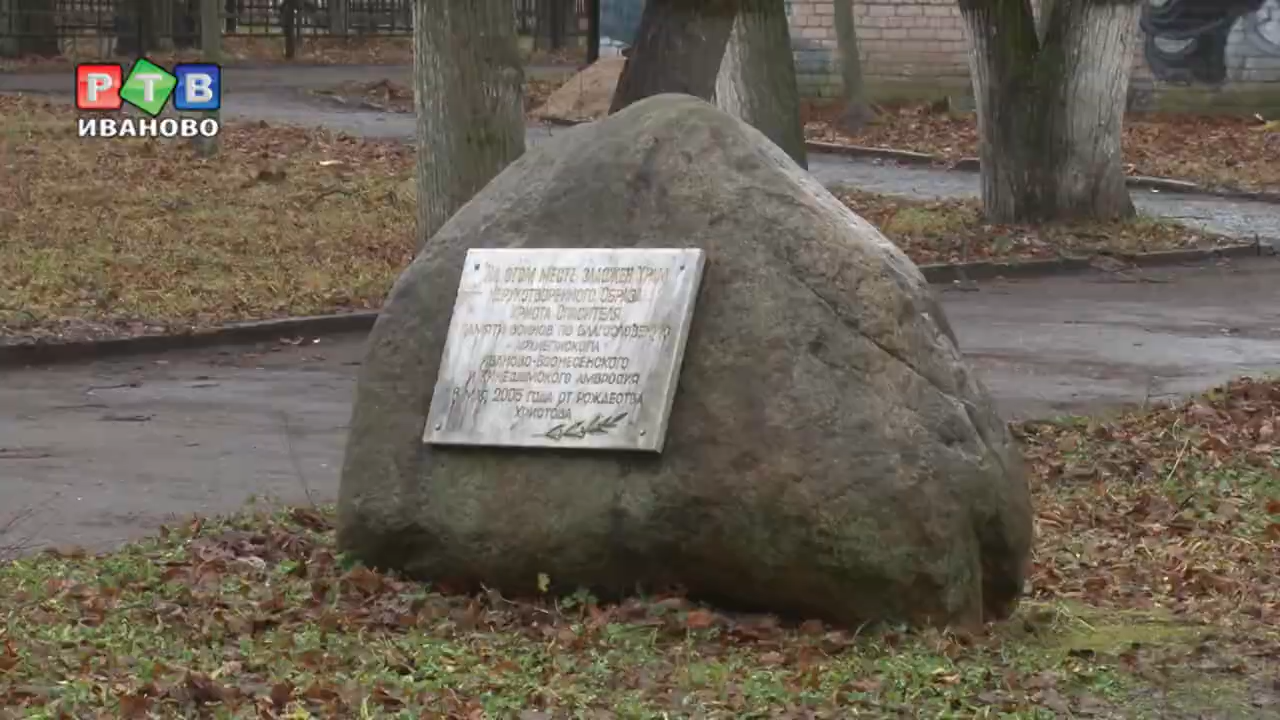 РТВ
ИВАНОВО
НА ЭТОМ МЕСТЕ ЗАЛОЖЕН ХРАМ
НЕРУКОТВОРЕННОГО ОБРАЗА
ХРИСТА СПАСИТЕЛЯ
ПАМЯТИ ВОИНОВ ПО БЛАГОСЛОВЕНИЮ
АРХИЕПИСКОПА
ИВАНОВО-ВОЗНЕСЕНСКОГО
И КИНЕШЕМСКОГО АМВРОСИЯ
8 МАЯ 2005 ГОДА ОТ РОЖДЕСТВА
ХРИСТОВА